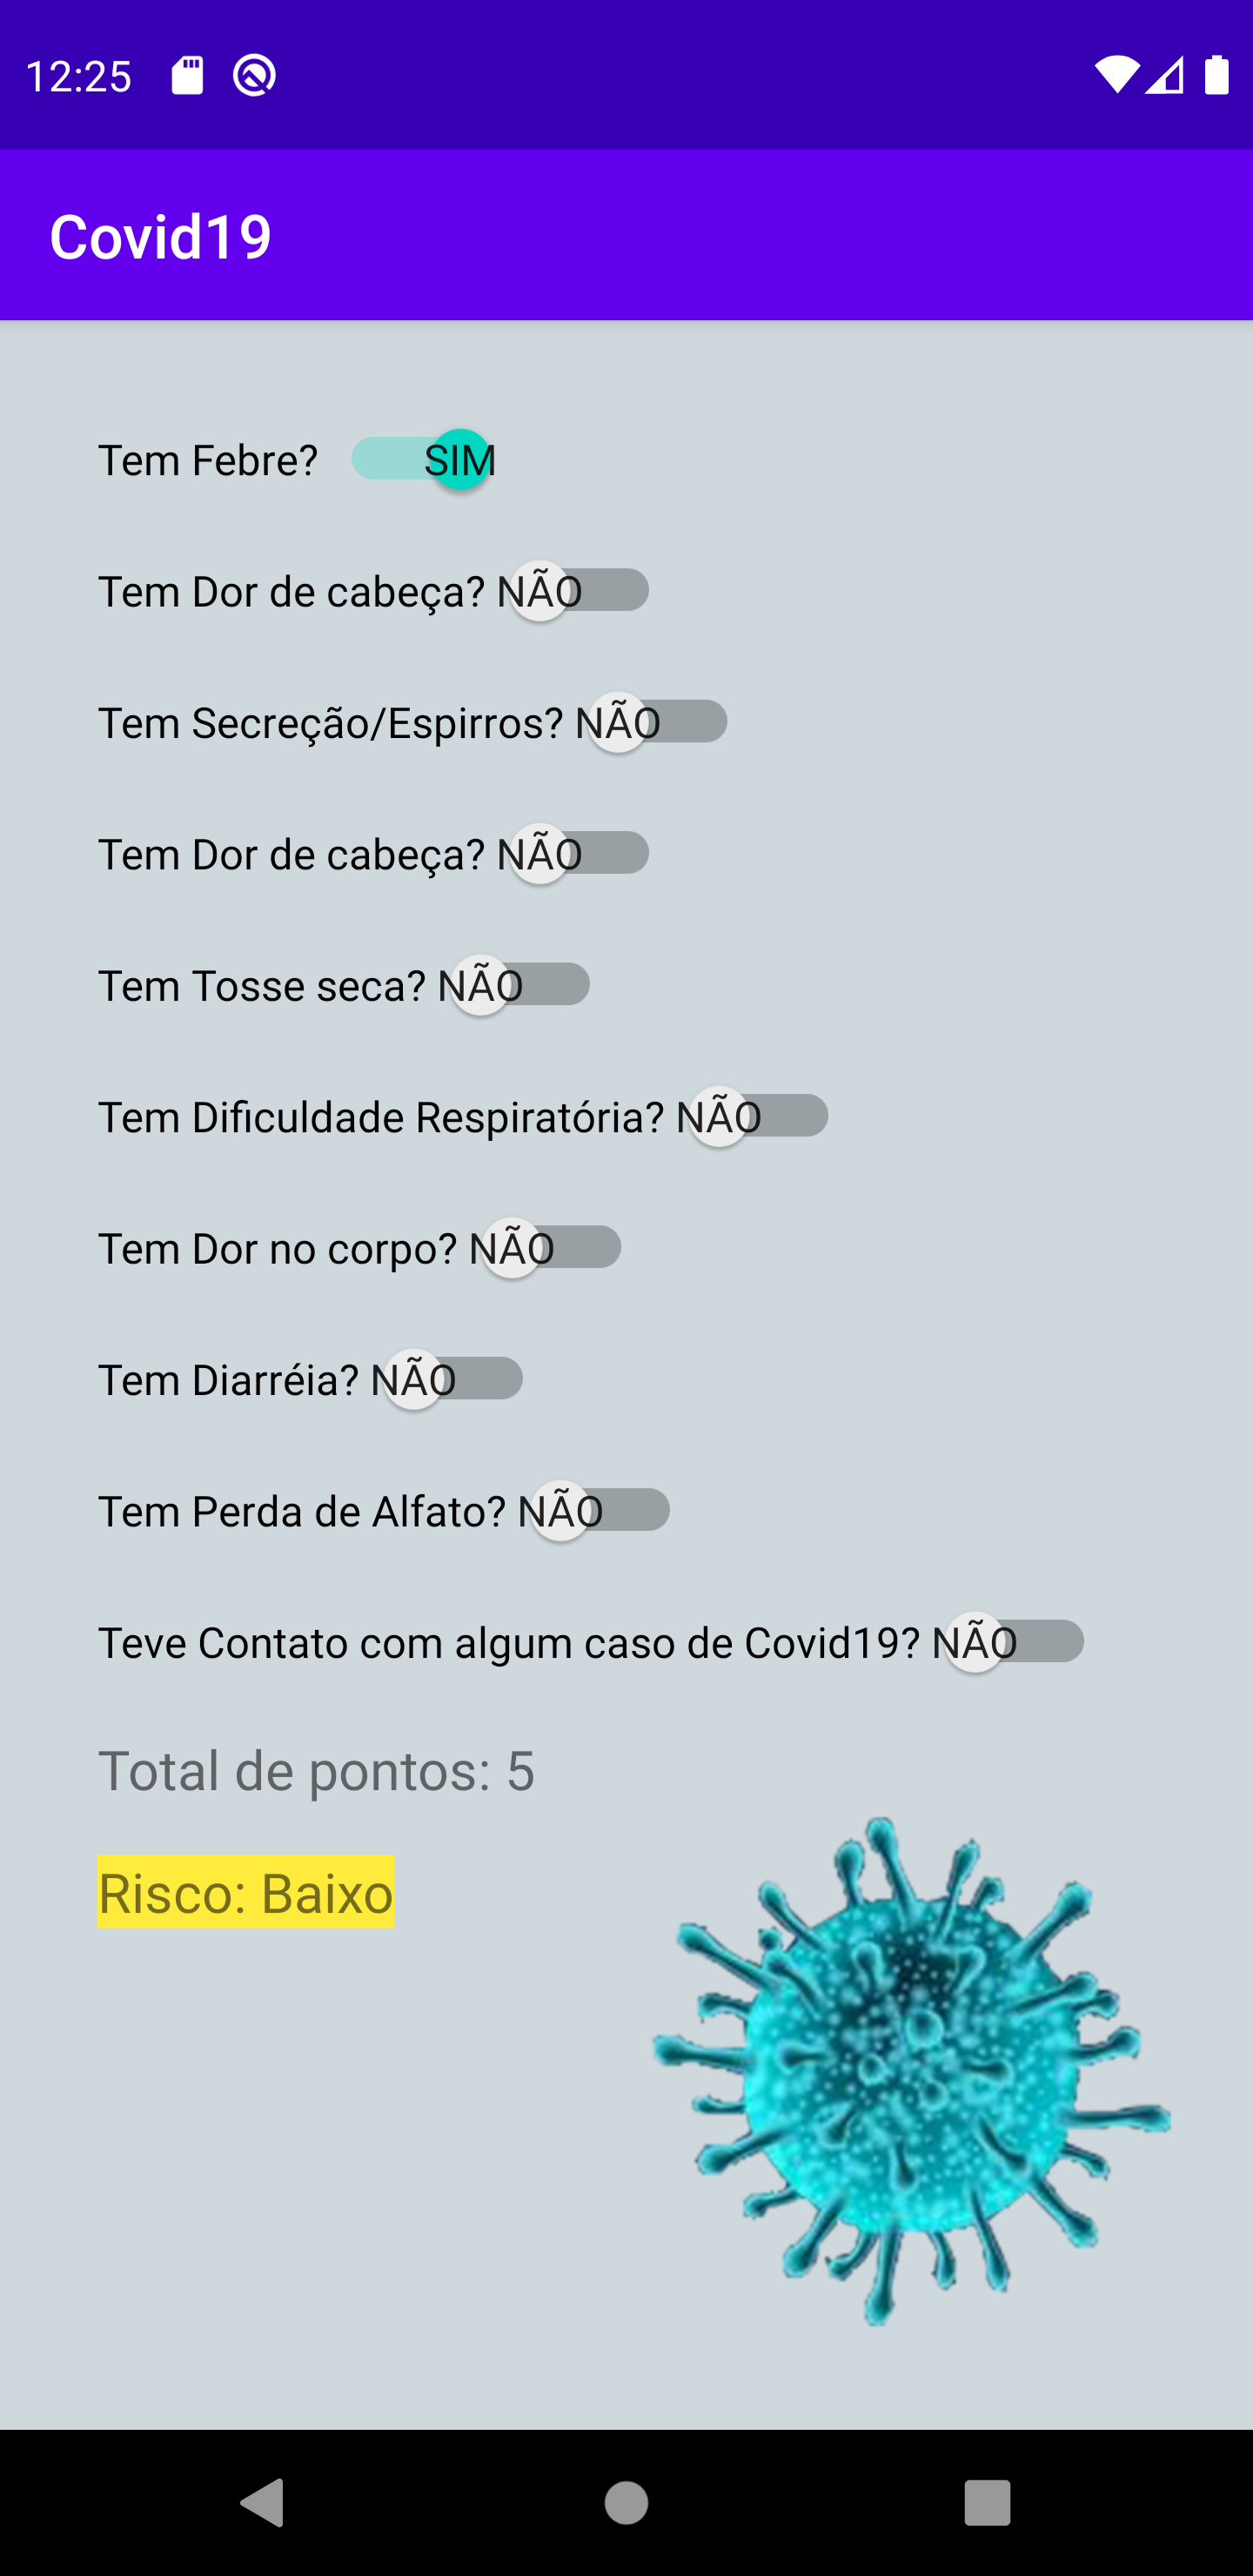 12:25
Covid19
Tem Febre? SIM
Tem Dor de cabeça? NÃO
Tem Secreção/Espirros? NÃO
Tem Dor de cabeça? NÃO
Tem Tosse seca? NÃO
Tem Dificuldade Respiratória? NÃO
Tem Dor no corpo? NÃO
Tem Diarréia? NÃO
Tem Perda de Alfato? NÃO
Teve Contato com algum caso de Covid19? NÃO
Total de pontos: 5
Risco: Baixo